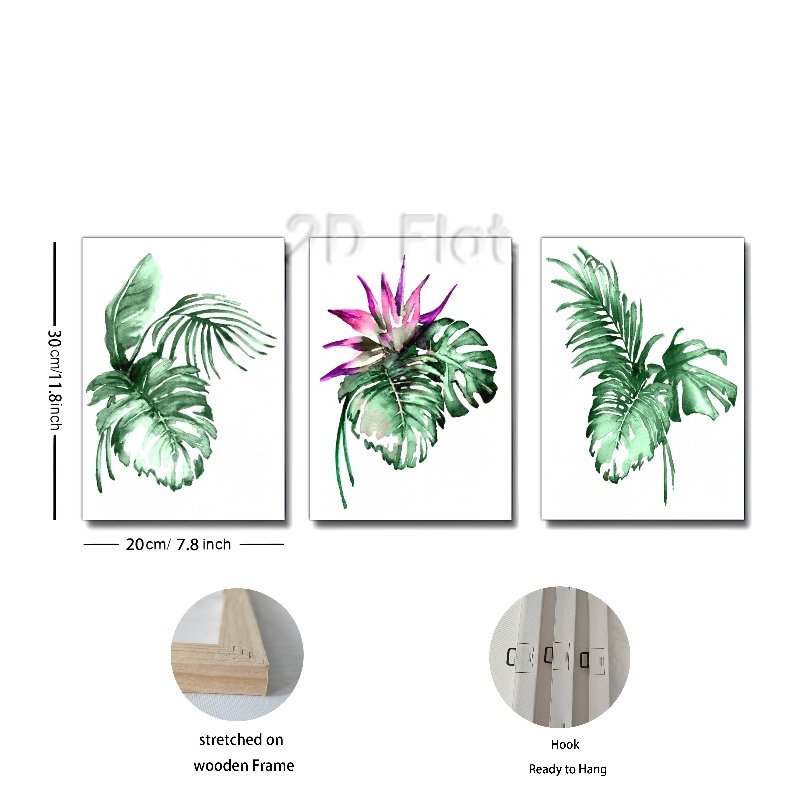 2D Flat
30cm/11.8inch
20cm/ 7.8 inch
stretched on
wooden Frame
Hook
Ready to Hang